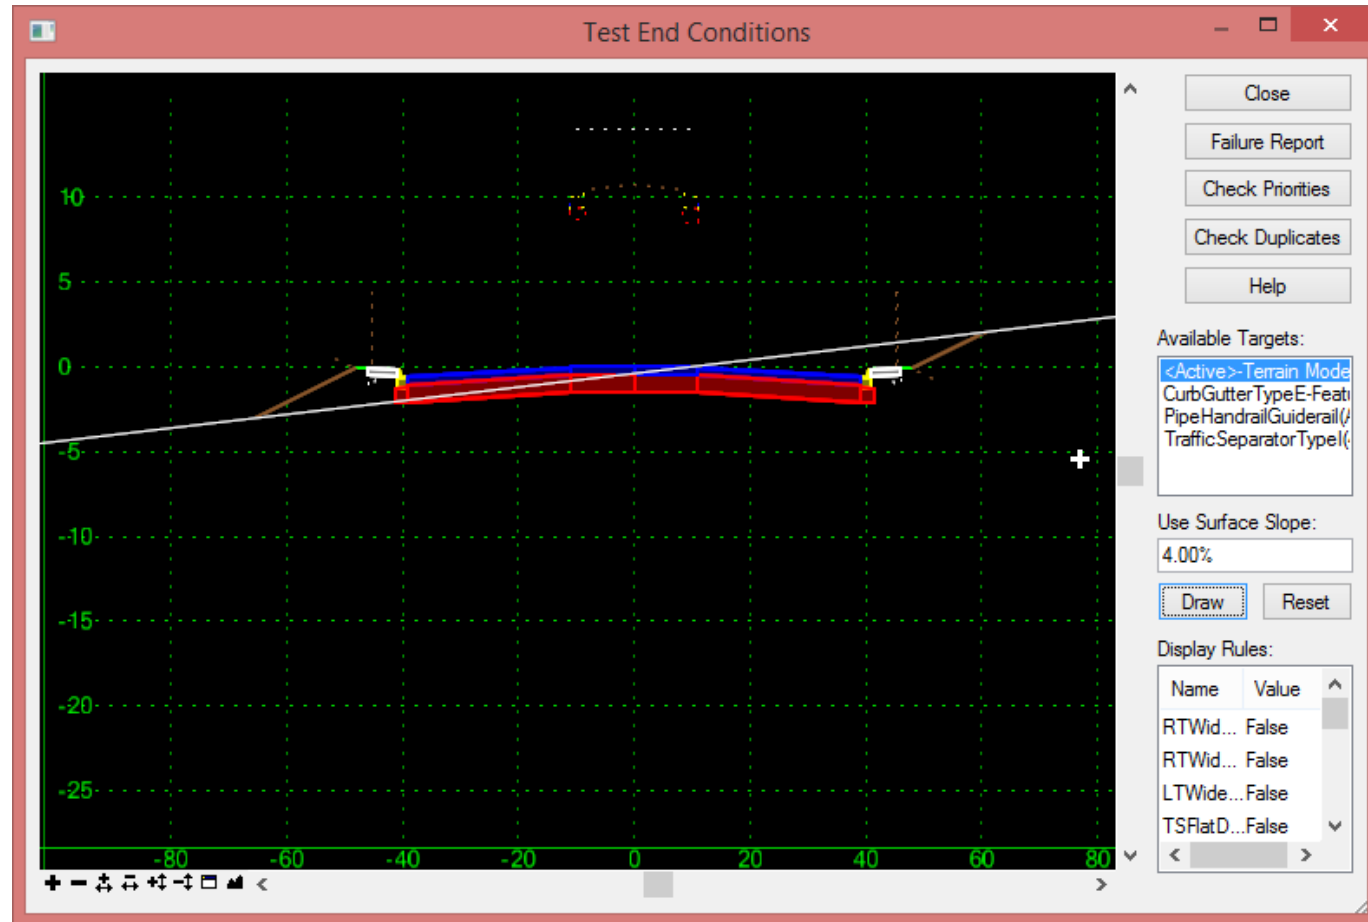 Test End Conditions
Close
Failure Report
Check Priorities
Check Duplicates
Help
Available Targets:
<Active>-Terrain Mode
CurbGutterTypeE-Featu
PipeHandrailGuiderail(A
TrafficSeparatorTypeI(
Use Surface Slope:
4.00%
Draw Reset
Display Rules:
Name Value
RTWid... False
RTWid... False
LTWide...False
TSFlatD...False
10
5
0
-5
-10
-15
-20
-25
-80 -60 -40 -20 0 20 40 60 80